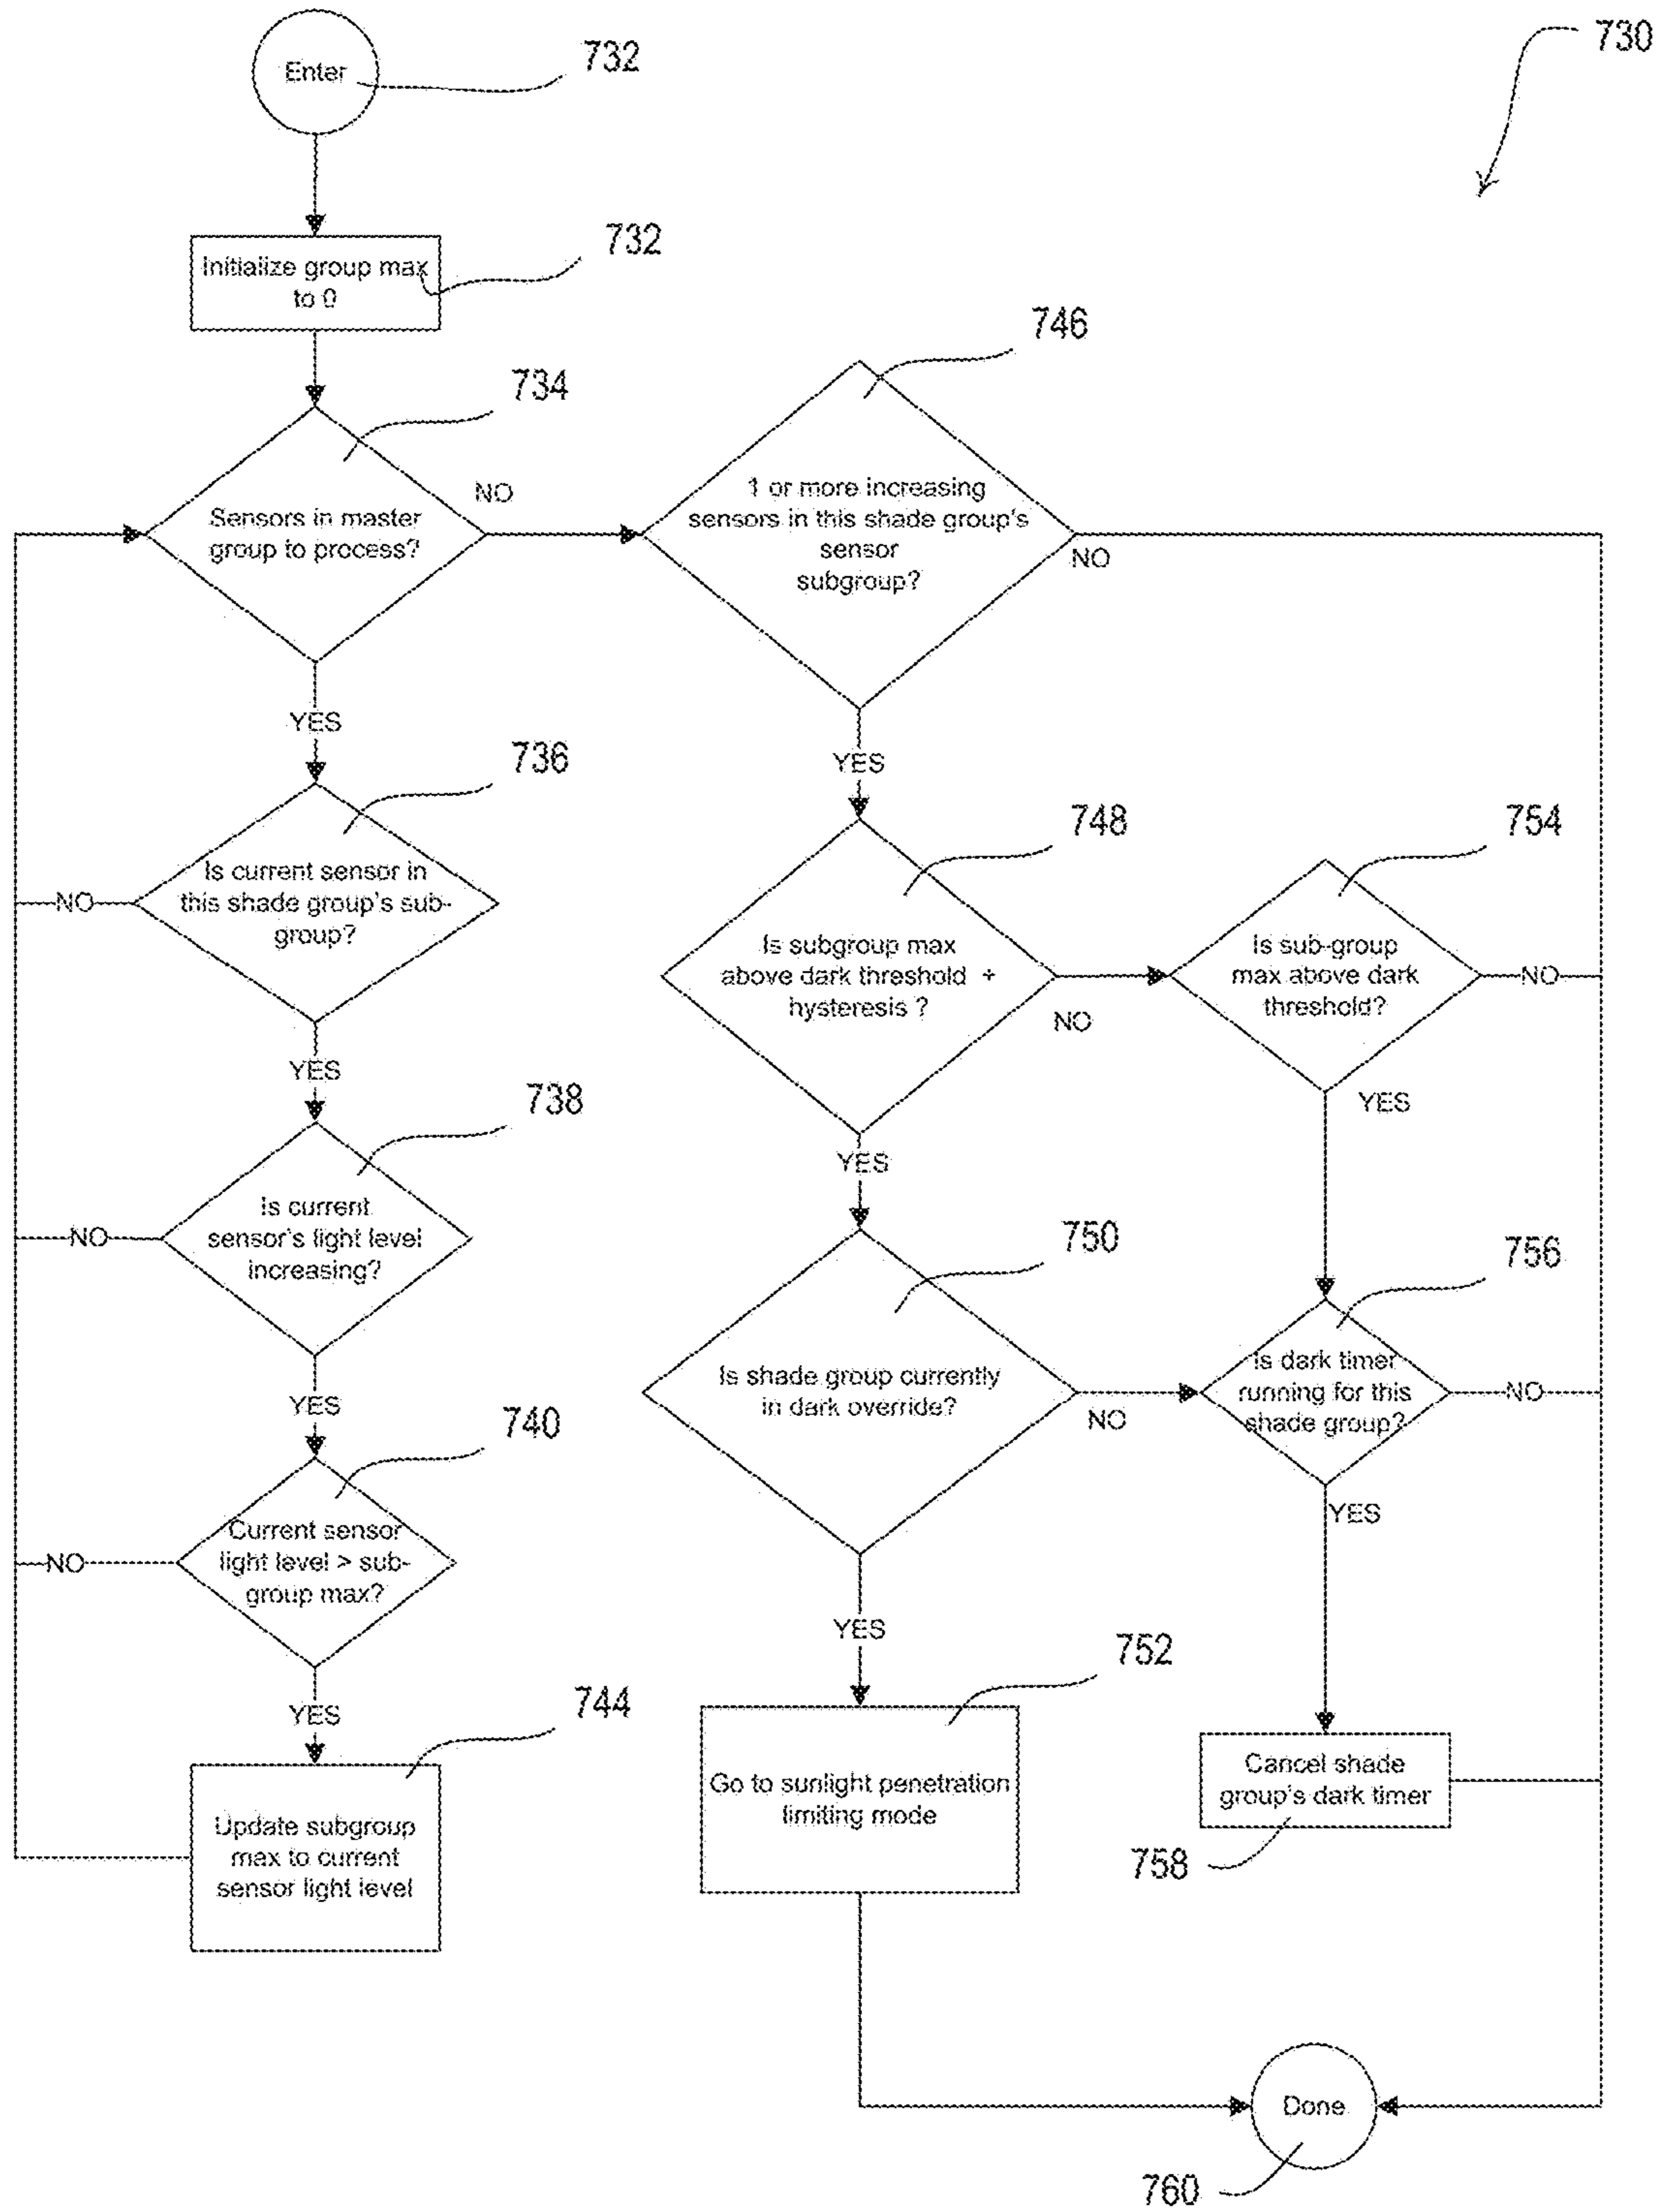 730
Enter
732
Initialize group max
to 0
732
734
Sensors in master
group to process?
NO
YES
736
Is current sensor in
this shade group's sub-
group?
NO
YES
738
Is current
sensor's light level
increasing?
NO
YES
740
Current sensor
light level > sub-
group max?
NO
YES
744
Update subgroup
max to current
sensor light level
746
1 or more increasing
sensors in this shade group's
sensor
subgroup?
NO
YES
748
Is subgroup max
above dark threshold +
hysteresis ?
NO
YES
750
Is shade group currently
in dark override?
NO
YES
752
Go to sunlight penetration
limiting mode
754
Is sub-group
max above dark
threshold?
NO
YES
756
Is dark timer
running for this
shade group?
NO
YES
Cancel shade
group's dark timer
758
Done
760